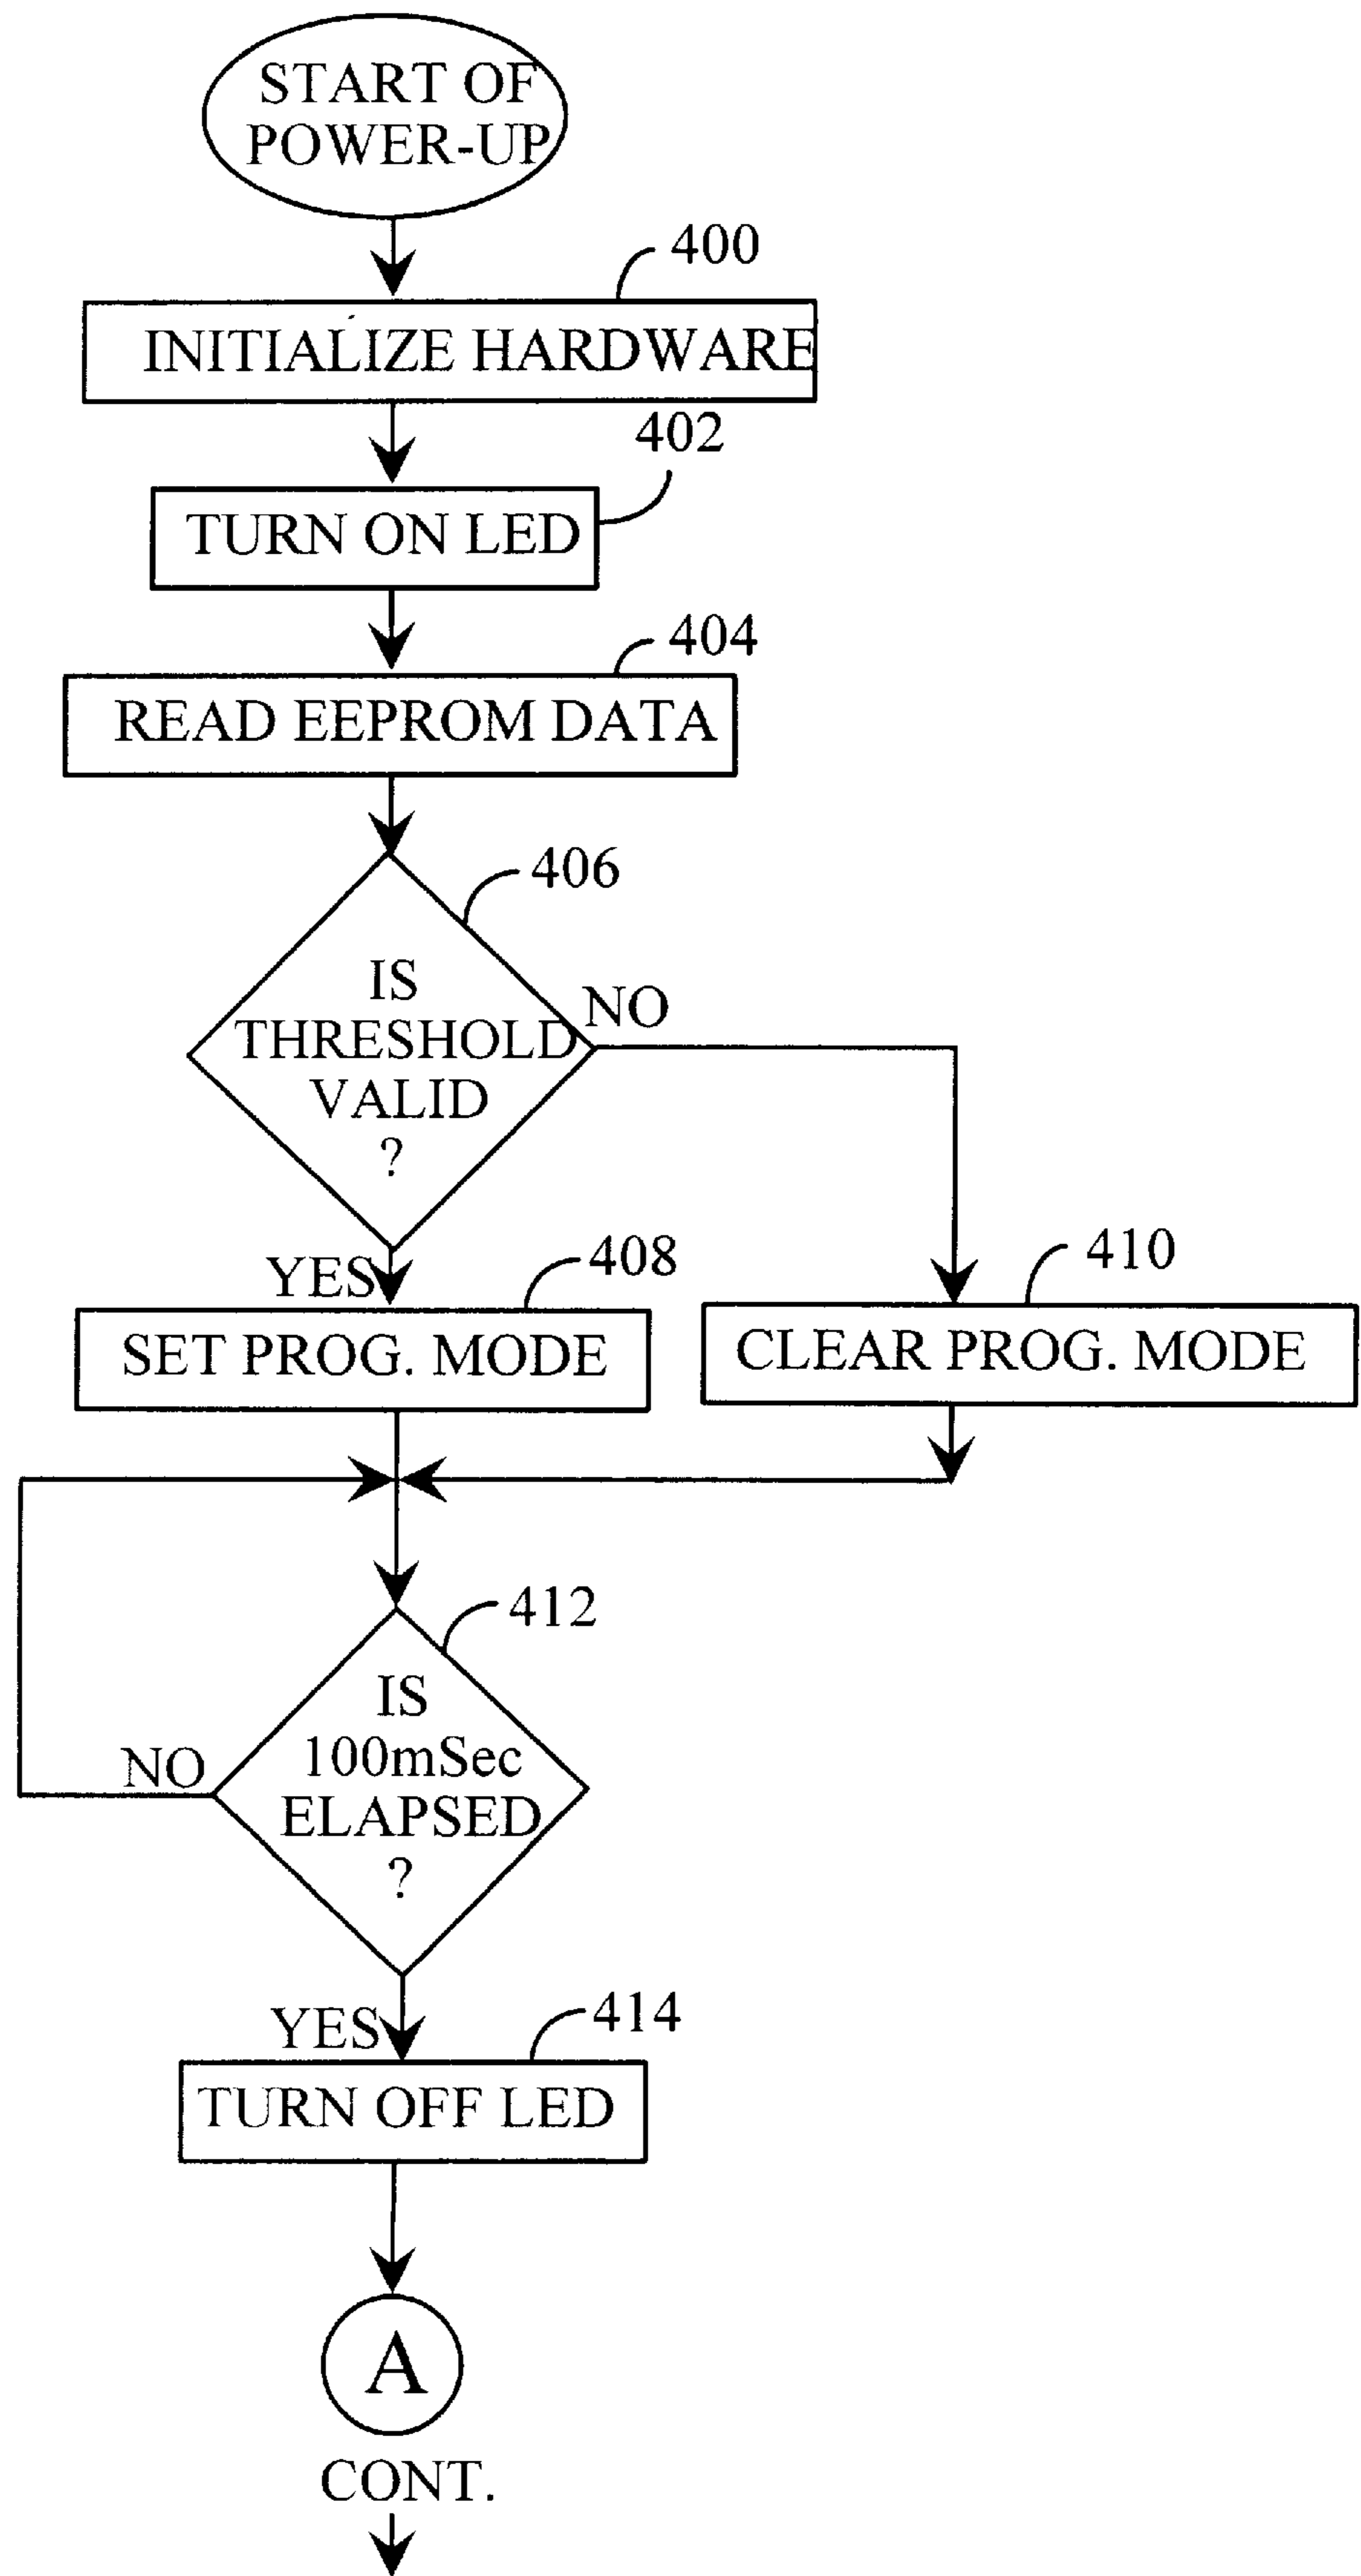 START OF
POWER-UP
400
INITIALIZE HARDWARE
402
TURN ON LED
404
READ EEPROM DATA
406
IS
THRESHOLD
VALID
?
NO
YES
408
SET PROG. MODE
410
CLEAR PROG. MODE
412
IS
100mSec
ELAPSED
?
NO
YES
414
TURN OFF LED
A
CONT.